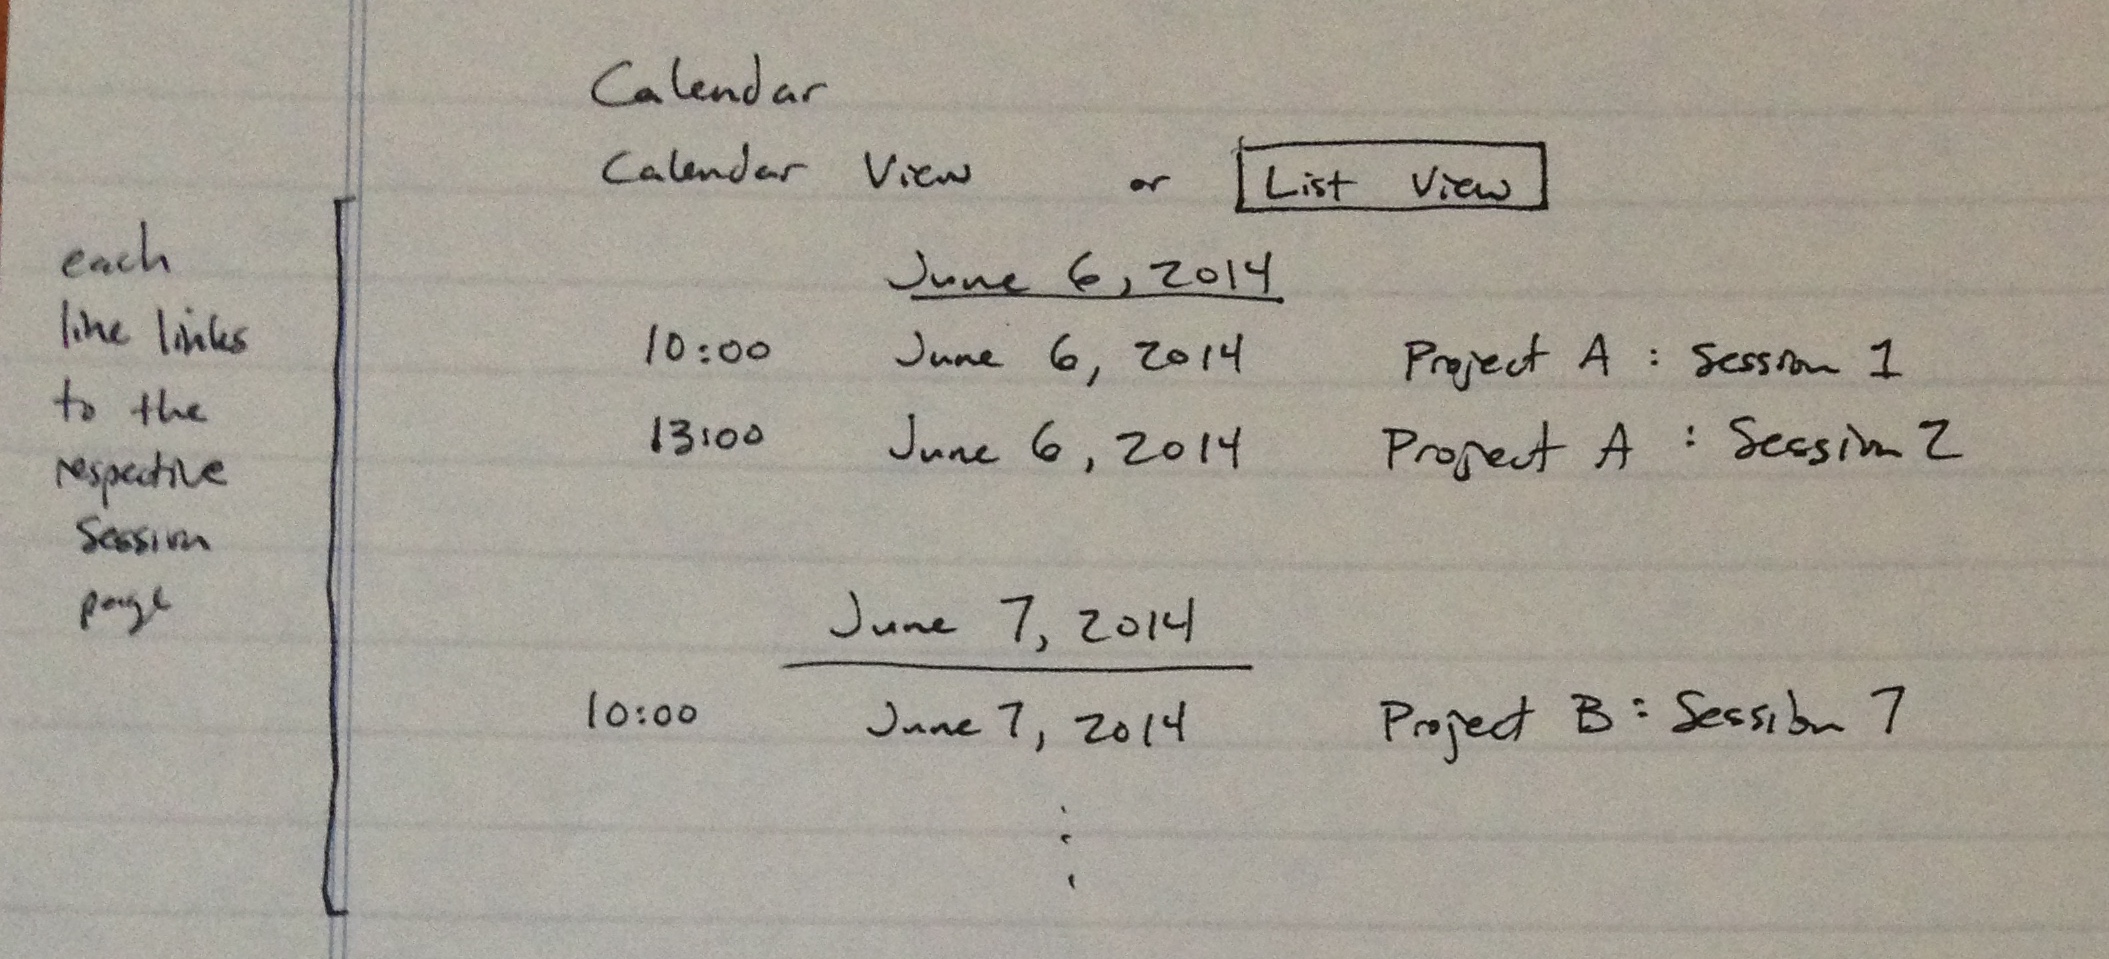 Calendar
Calendar View or List View
June 6, 2014
10:00 June 6, 2014 Project A : Session 1
13:00 June 6, 2014 Project A : Session 2
June 7, 2014
10:00 June 7, 2014 Project B : Session 7
each
line links
to the
respective
session
page